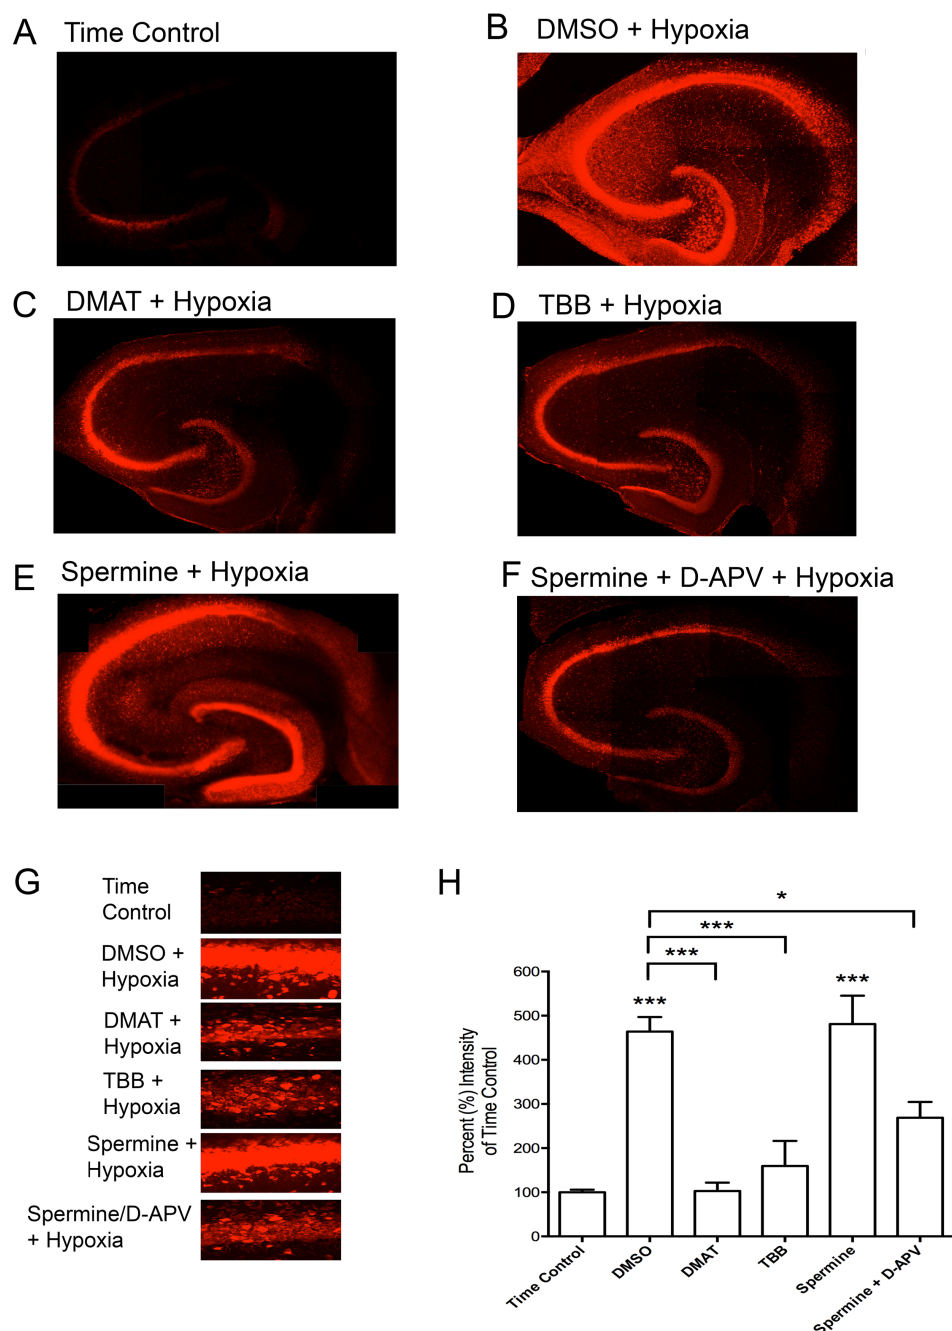 A
Time Control
B
DMSO + Hypoxia
C
DMAT + Hypoxia
D
TBB + Hypoxia
E
Spermine + Hypoxia
F
Spermine + D-APV + Hypoxia
G
Time
Control
DMSO +
Hypoxia
DMAT +
Hypoxia
TBB +
Hypoxia
Spermine +
Hypoxia
Spermine/D-APV
+ Hypoxia
H
*
***
***
***
***
Percent (%) Intensity
of Time Control
600
500
400
300
200
100
0
Time Control
DMSO
DMAT
TBB
Spermine
Spermine + D-APV